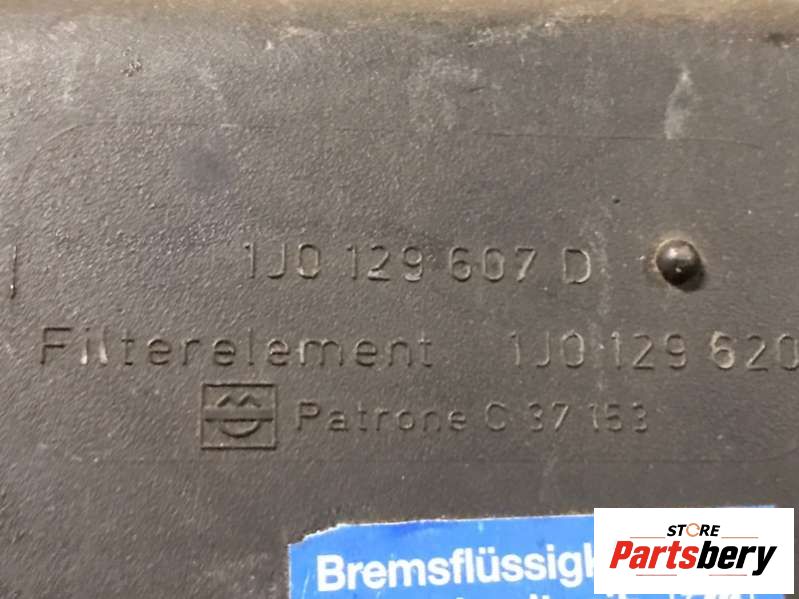 1J0 129 607 D
Filterelement 1J0 129 620
Patrone C 37 153
Bremsflüssigk
STORE
Partsbery